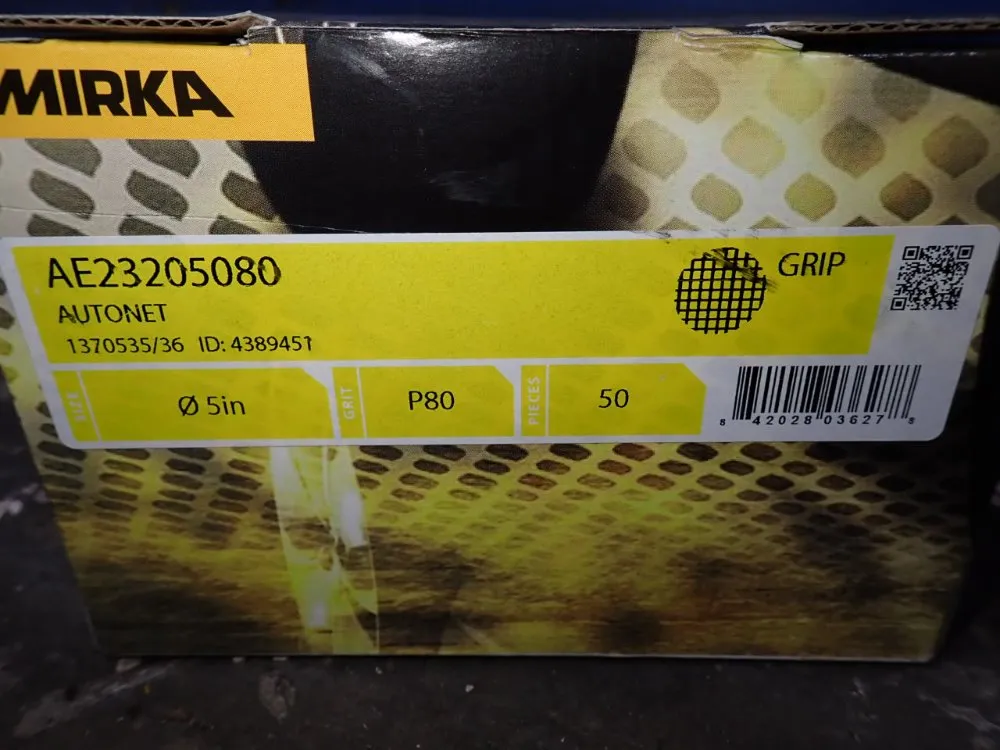 MIRKA
AE23205080
GRIP
AUTONET
1370535/36 ID: 4389451
SIZE
Ø 5in
GRIT
P80
PIECES
50
8 42028 03627 8